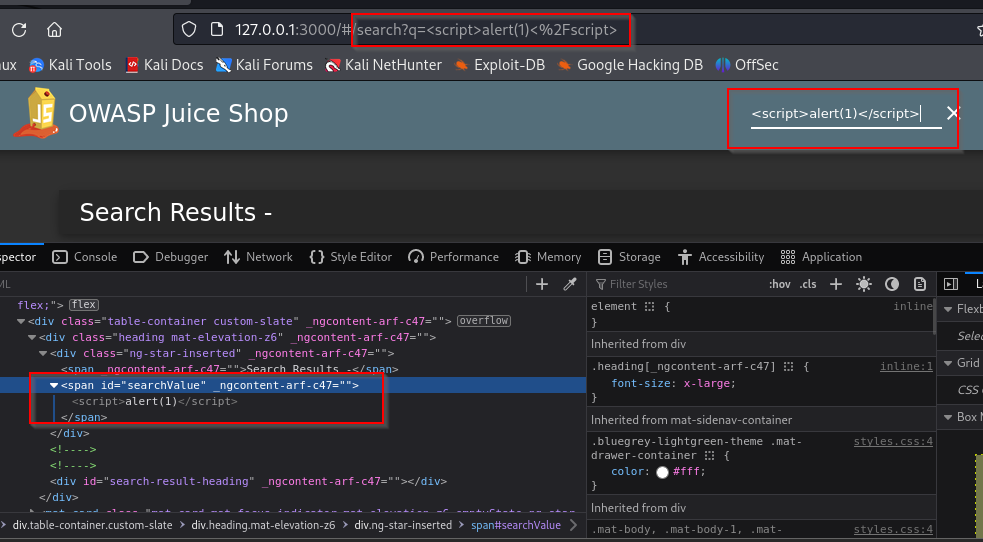 127.0.0.1:3000/#/search?q=<script>alert(1)<%2Fscript>
ux Kali Tools Kali Docs Kali Forums Kali NetHunter Exploit-DB Google Hacking DB OffSec
JS OWASP Juice Shop <script>alert(1)</script>
Search Results -
spector Console Debugger Network Style Editor Performance Memory Storage Accessibility Application
ML Filter Styles :hov .cls La
flex;"> flex
<div class="table-container custom-slate" _ngcontent-arf-c47=""> overflow
<div class="heading mat-elevation-z6" _ngcontent-arf-c47="">
<div class="ng-star-inserted" _ngcontent-arf-c47="">
<span _ngcontent-arf-c47="">Search Results -</span>
<span id="searchValue" _ngcontent-arf-c47="">
<script>alert(1)</script>
</span>
</div>
<!---->
<!---->
<div id="search-result-heading" _ngcontent-arf-c47=""></div>
</div>
div.table-container.custom-slate div.heading.mat-elevation-z6 div.ng-star-inserted span#searchValue
element { inline
}
Inherited from div
.heading[_ngcontent-arf-c47] { inline:1
font-size: x-large;
}
Inherited from mat-sidenav-container
.bluegrey-lightgreen-theme .mat- styles.css:4
drawer-container {
color: #fff;
}
Inherited from div
.mat-body, .mat-body-1, .mat- styles.css:4
Flexb
Selec
Grid
CSS
Box M